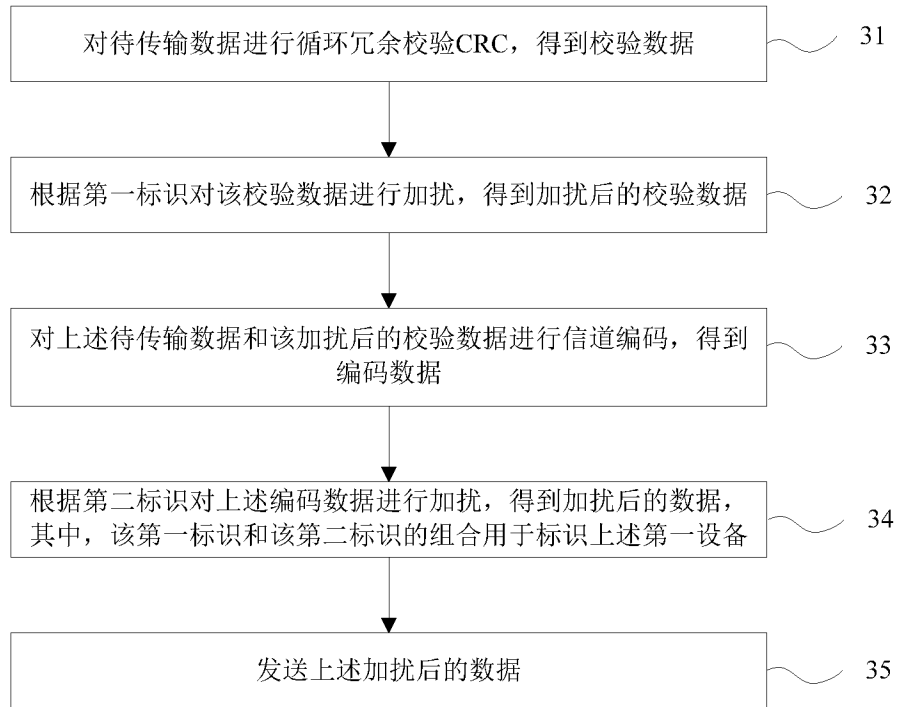 对待传输数据进行循环冗余校验CRC，得到校验数据
31
根据第一标识对该校验数据进行加扰，得到加扰后的校验数据
32
对上述待传输数据和该加扰后的校验数据进行信道编码，得到
编码数据
33
根据第二标识对上述编码数据进行加扰，得到加扰后的数据，
其中，该第一标识和该第二标识的组合用于标识上述第一设备
34
发送上述加扰后的数据
35